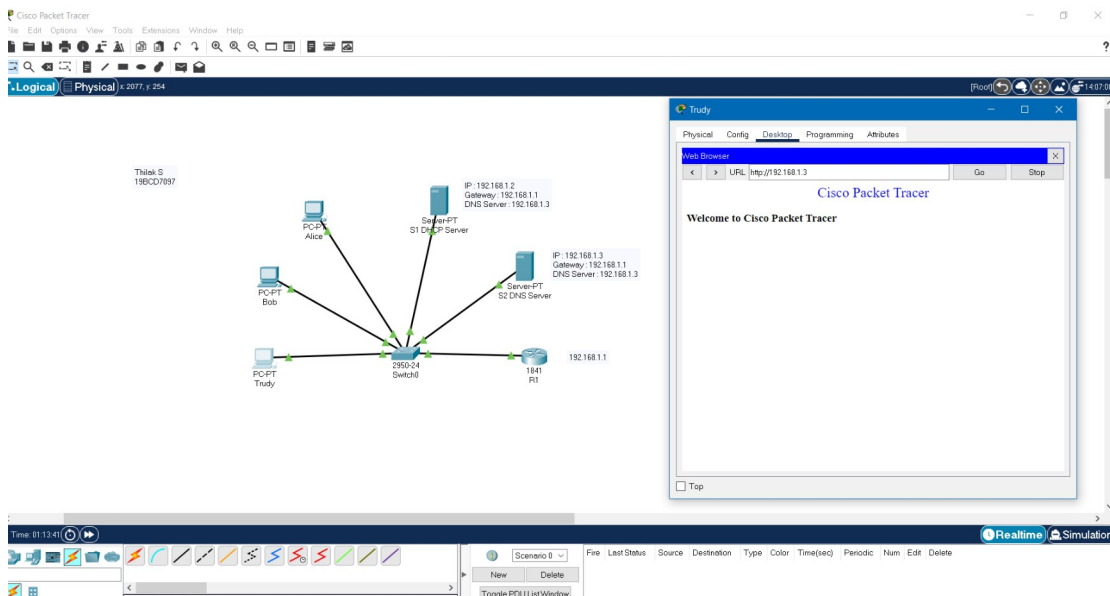 Cisco Packet Tracer
File Edit Options View Tools Extensions Window Help
?
Logical Physical x: 2077, y: 254
[Root] 14:07:0
Thilak S
19BCD7097
PC-PT
Alice
IP : 192.168.1.2
Gateway : 192.168.1.1
DNS Server : 192.168.1.3
Server-PT
S1 DHCP Server
IP : 192.168.1.3
Gateway : 192.168.1.1
DNS Server : 192.168.1.3
Server-PT
S2 DNS Server
PC-PT
Bob
PC-PT
Trudy
2950-24
Switch0
1841
R1
192.168.1.1
Trudy
Physical Config Desktop Programming Attributes
Web Browser X
< > URL http://192.168.1.3 Go Stop
Cisco Packet Tracer
Welcome to Cisco Packet Tracer
Top
Time: 01:13:41
Realtime Simulation
Scenario 0
New Delete
Toggle PDU List Window
Fire Last Status Source Destination Type Color Time(sec) Periodic Num Edit Delete